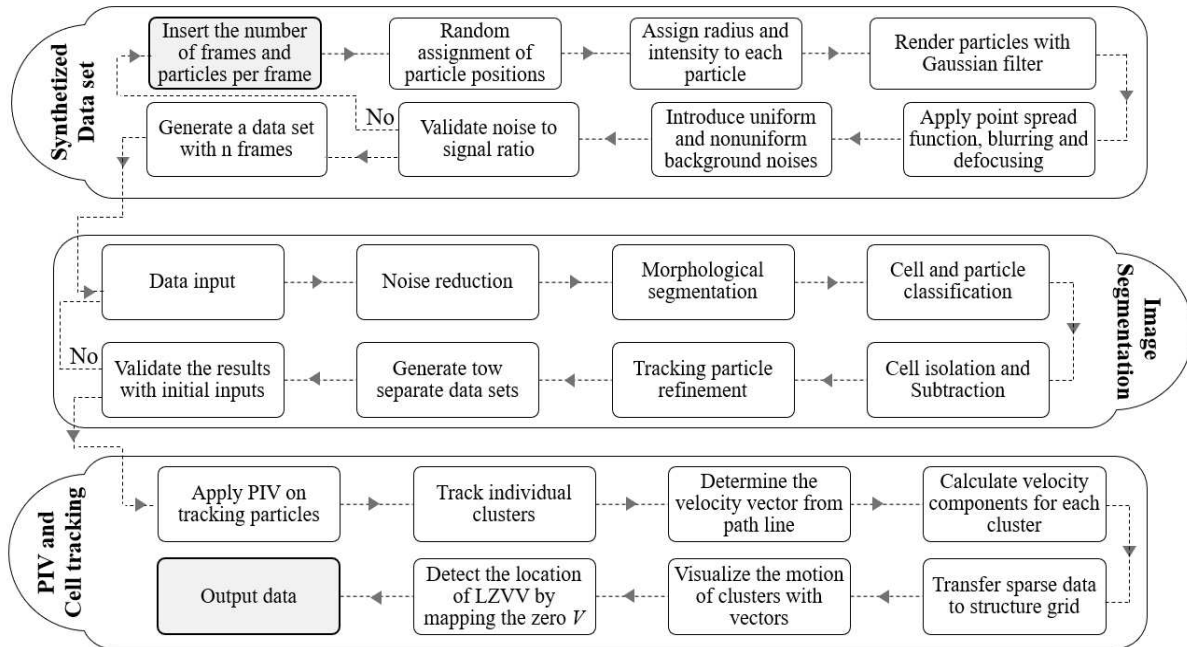 Synthetized
Data set
Insert the number
of frames and
particles per frame
Random
assignment of
particle positions
Assign radius and
intensity to each
particle
Render particles with
Gaussian filter
Apply point spread
function, blurring and
defocusing
Introduce uniform
and nonuniform
background noises
Validate noise to
signal ratio
No
Generate a data set
with n frames
Image
Segmentation
Data input
Noise reduction
Morphological
segmentation
Cell and particle
classification
Cell isolation and
Subtraction
Tracking particle
refinement
Generate tow
separate data sets
Validate the results
with initial inputs
No
PIV and
Cell tracking
Apply PIV on
tracking particles
Track individual
clusters
Determine the
velocity vector from
path line
Calculate velocity
components for each
cluster
Transfer sparse data
to structure grid
Visualize the motion
of clusters with
vectors
Detect the location
of LZVV by
mapping the zero V
Output data